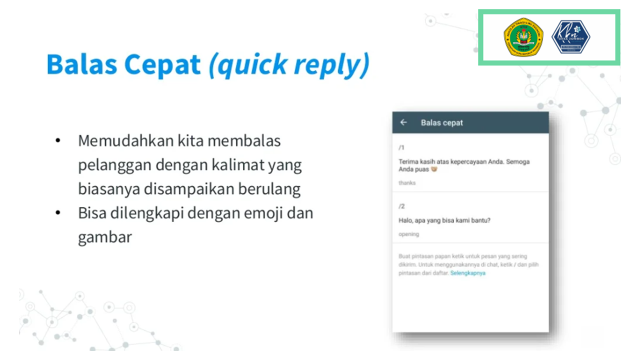 Balas Cepat (quick reply)
• Memudahkan kita membalas
pelanggan dengan kalimat yang
biasanya disampaikan berulang
• Bisa dilengkapi dengan emoji dan
gambar
← Balas cepat
/1
Terima kasih atas kepercayaan Anda. Semoga
Anda puas
thanks
/2
Halo, apa yang bisa kami bantu?
opening
Buat pintasan papan ketik untuk pesan yang sering
dikirim. Untuk menggunakannya di chat, ketik / dan pilih
pintasan dari daftar. Selengkapnya